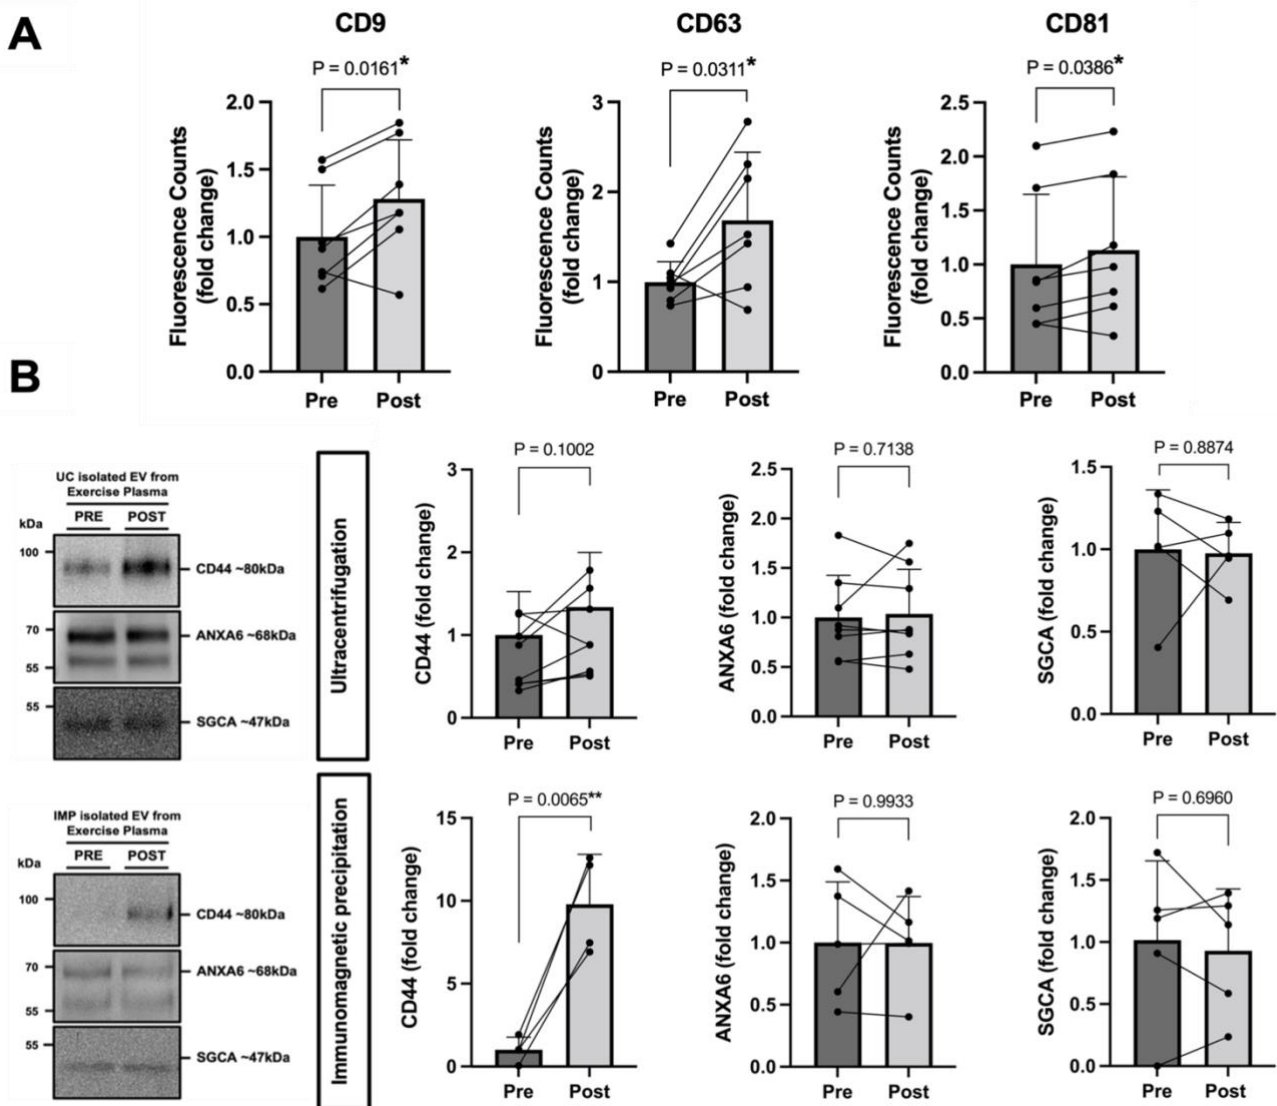 A
CD9
CD63
CD81
P = 0.0161*
P = 0.0311*
P = 0.0386*
Fluorescence Counts
(fold change)
2.0
1.5
1.0
0.5
0.0
Pre Post
Fluorescence Counts
(fold change)
3
2
1
0
Pre Post
Fluorescence Counts
(fold change)
2.5
2.0
1.5
1.0
0.5
0.0
Pre Post
B
UC isolated EV from
Exercise Plasma
PRE POST
kDa
100
CD44 ~80kDa
70
ANXA6 ~68kDa
55
55
SGCA ~47kDa
Ultracentrifugation
P = 0.1002
CD44 (fold change)
3
2
1
0
Pre Post
P = 0.7138
ANXA6 (fold change)
2.5
2.0
1.5
1.0
0.5
0.0
Pre Post
P = 0.8874
SGCA (fold change)
1.5
1.0
0.5
0.0
Pre Post
IMP isolated EV from
Exercise Plasma
PRE POST
kDa
100
CD44 ~80kDa
70
ANXA6 ~68kDa
55
55
SGCA ~47kDa
Immunomagnetic precipitation
P = 0.0065**
CD44 (fold change)
15
10
5
0
Pre Post
P = 0.9933
ANXA6 (fold change)
2.0
1.5
1.0
0.5
0.0
Pre Post
P = 0.6960
SGCA (fold change)
2.0
1.5
1.0
0.5
0.0
Pre Post